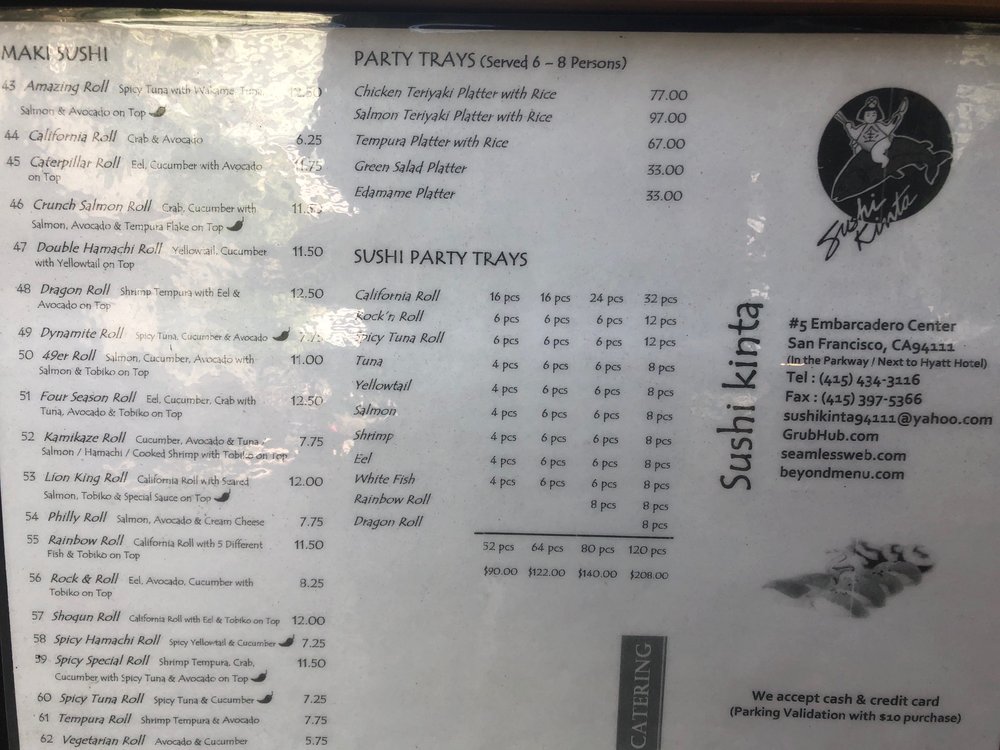 MAKI SUSHI
43 Amazing Roll Spicy Tuna with Wakame, Tuna, 12.50
Salmon & Avocado on Top
44 California Roll Crab & Avocado 6.25
45 Caterpillar Roll Eel, Cucumber with Avocado 11.75
on Top
46 Crunch Salmon Roll Crab, Cucumber with 11.50
Salmon, Avocado & Tempura Flake on Top
47 Double Hamachi Roll Yellowtail, Cucumber 11.50
with Yellowtail on Top
48 Dragon Roll Shrimp Tempura with Eel & 12.50
Avocado on Top
49 Dynamite Roll Spicy Tuna, Cucumber & Avocado 7.75
50 49er Roll Salmon, Cucumber, Avocado with 11.00
Salmon & Tobiko on Top
51 Four Season Roll Eel, Cucumber, Crab with 12.50
Tuna, Avocado & Tobiko on Top
52 Kamikaze Roll Cucumber, Avocado & Tuna / 7.75
Salmon / Hamachi / Cooked Shrimp with Tobiko on Top
53 Lion King Roll California Roll with Seared 12.00
Salmon, Tobiko & Special Sauce on Top
54 Philly Roll Salmon, Avocado & Cream Cheese 7.75
55 Rainbow Roll California Roll with 5 Different 11.50
Fish & Tobiko on Top
56 Rock & Roll Eel, Avocado, Cucumber with 8.25
Tobiko on Top
57 Shogun Roll California Roll with Eel & Tobiko on Top 12.00
58 Spicy Hamachi Roll Spicy Yellowtail & Cucumber 7.25
59 Spicy Special Roll Shrimp Tempura, Crab, 11.50
Cucumber with Spicy Tuna & Avocado on Top
60 Spicy Tuna Roll Spicy Tuna & Cucumber 7.25
61 Tempura Roll Shrimp Tempura & Avocado 7.75
62 Vegetarian Roll Avocado & Cucumber 5.75
PARTY TRAYS (Served 6 – 8 Persons)
Chicken Teriyaki Platter with Rice 77.00
Salmon Teriyaki Platter with Rice 97.00
Tempura Platter with Rice 67.00
Green Salad Platter 33.00
Edamame Platter 33.00
SUSHI PARTY TRAYS
California Roll 16 pcs 16 pcs 24 pcs 32 pcs
Rock'n Roll 6 pcs 6 pcs 6 pcs 12 pcs
Spicy Tuna Roll 6 pcs 6 pcs 6 pcs 12 pcs
Tuna 4 pcs 6 pcs 6 pcs 8 pcs
Yellowtail 4 pcs 6 pcs 6 pcs 8 pcs
Salmon 4 pcs 6 pcs 6 pcs 8 pcs
Shrimp 4 pcs 6 pcs 6 pcs 8 pcs
Eel 4 pcs 6 pcs 6 pcs 8 pcs
White Fish 4 pcs 6 pcs 6 pcs 8 pcs
Rainbow Roll 8 pcs 8 pcs
Dragon Roll 8 pcs
52 pcs 64 pcs 80 pcs 120 pcs
$90.00 $122.00 $140.00 $208.00
CATERING
金
Sushi
Kinta
Sushi kinta
#5 Embarcadero Center
San Francisco, CA94111
(In the Parkway / Next to Hyatt Hotel)
Tel : (415) 434-3116
Fax : (415) 397-5366
sushikinta94111@yahoo.com
GrubHub.com
seamlessweb.com
beyondmenu.com
We accept cash & credit card
(Parking Validation with $10 purchase)